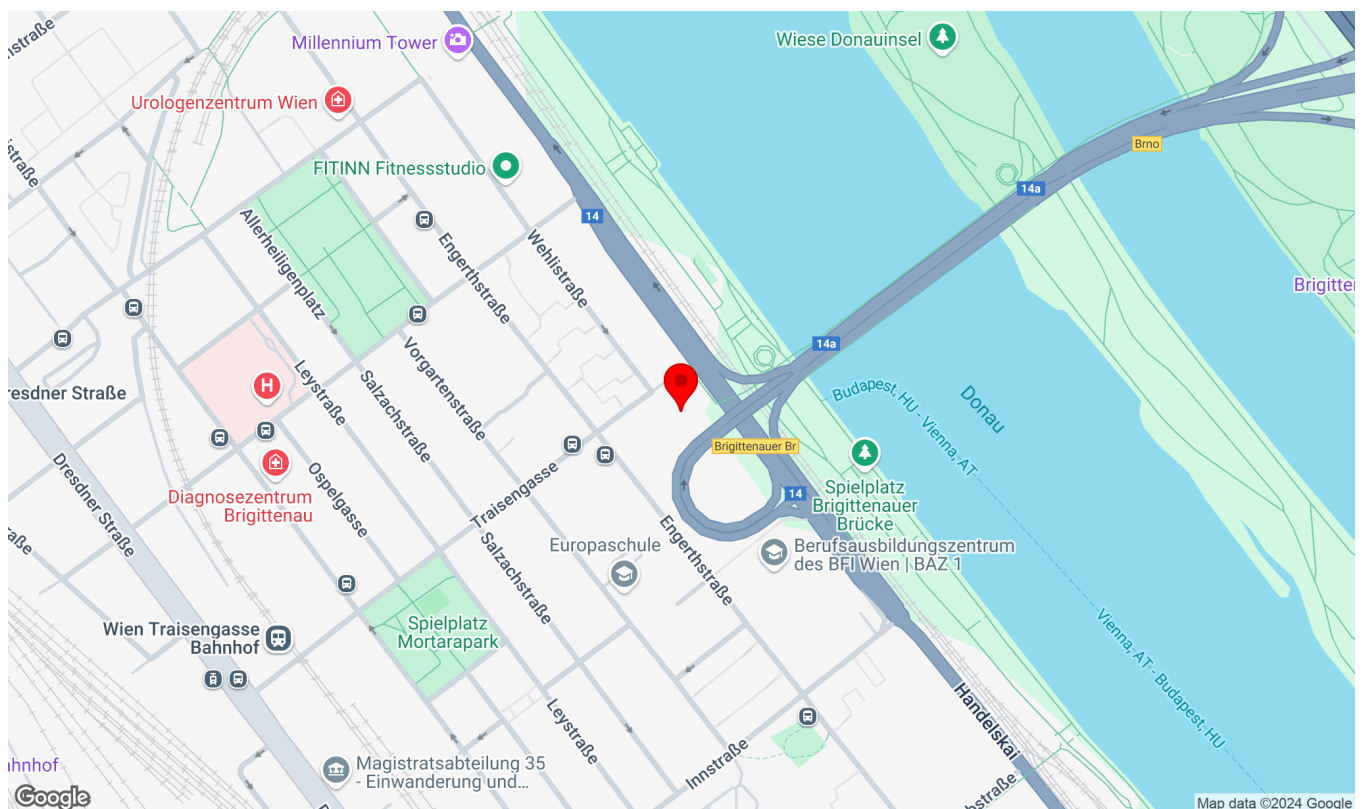 Millennium Tower
Wiese Donauinsel
Urologenzentrum Wien
Brno
FITINN Fitnessstudio
14a
14
Allerheiligenplatz
Engerthstraße
Wehlistraße
14a
Dresdner Straße
Leystraße
Salzachstraße
Vorgartenstraße
H
Budapest, HU - Vienna, AT
Donau
Brigittenauer Br
Diagnosezentrum
Brigittenau
Ospelgasse
Traisengasse
14
Spielplatz
Brigittenauer
Brücke
Europaschule
Engerthstraße
Berufsausbildungszentrum
des BFI Wien | BAZ 1
Salzachstraße
Wien Traisengasse
Bahnhof
Spielplatz
Mortarapark
Vienna, AT - Budapest, HU
Handelskai
Leystraße
Innstraße
Magistratsabteilung 35
- Einwanderung und...
Google
Map data ©2024 Google